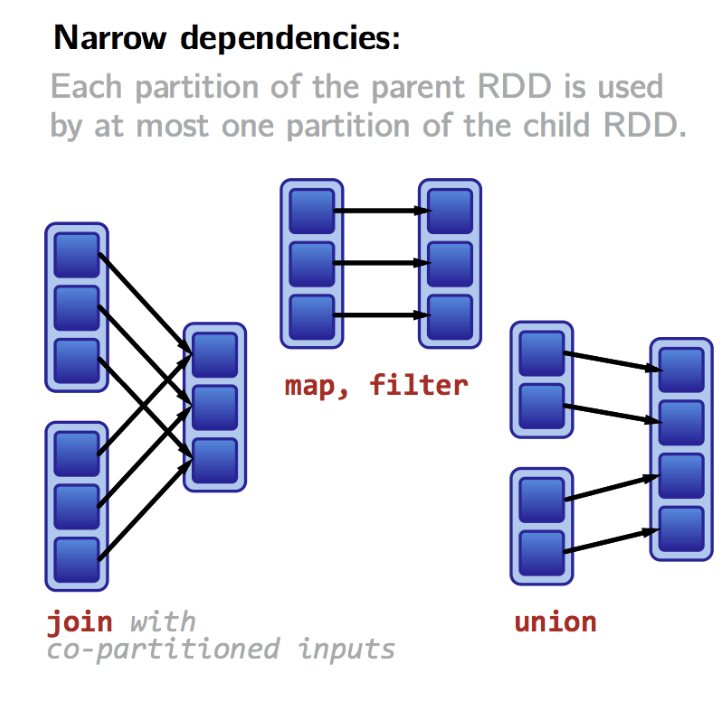 Narrow dependencies:
Each partition of the parent RDD is used
by at most one partition of the child RDD.
map, filter
join with
co-partitioned inputs
union